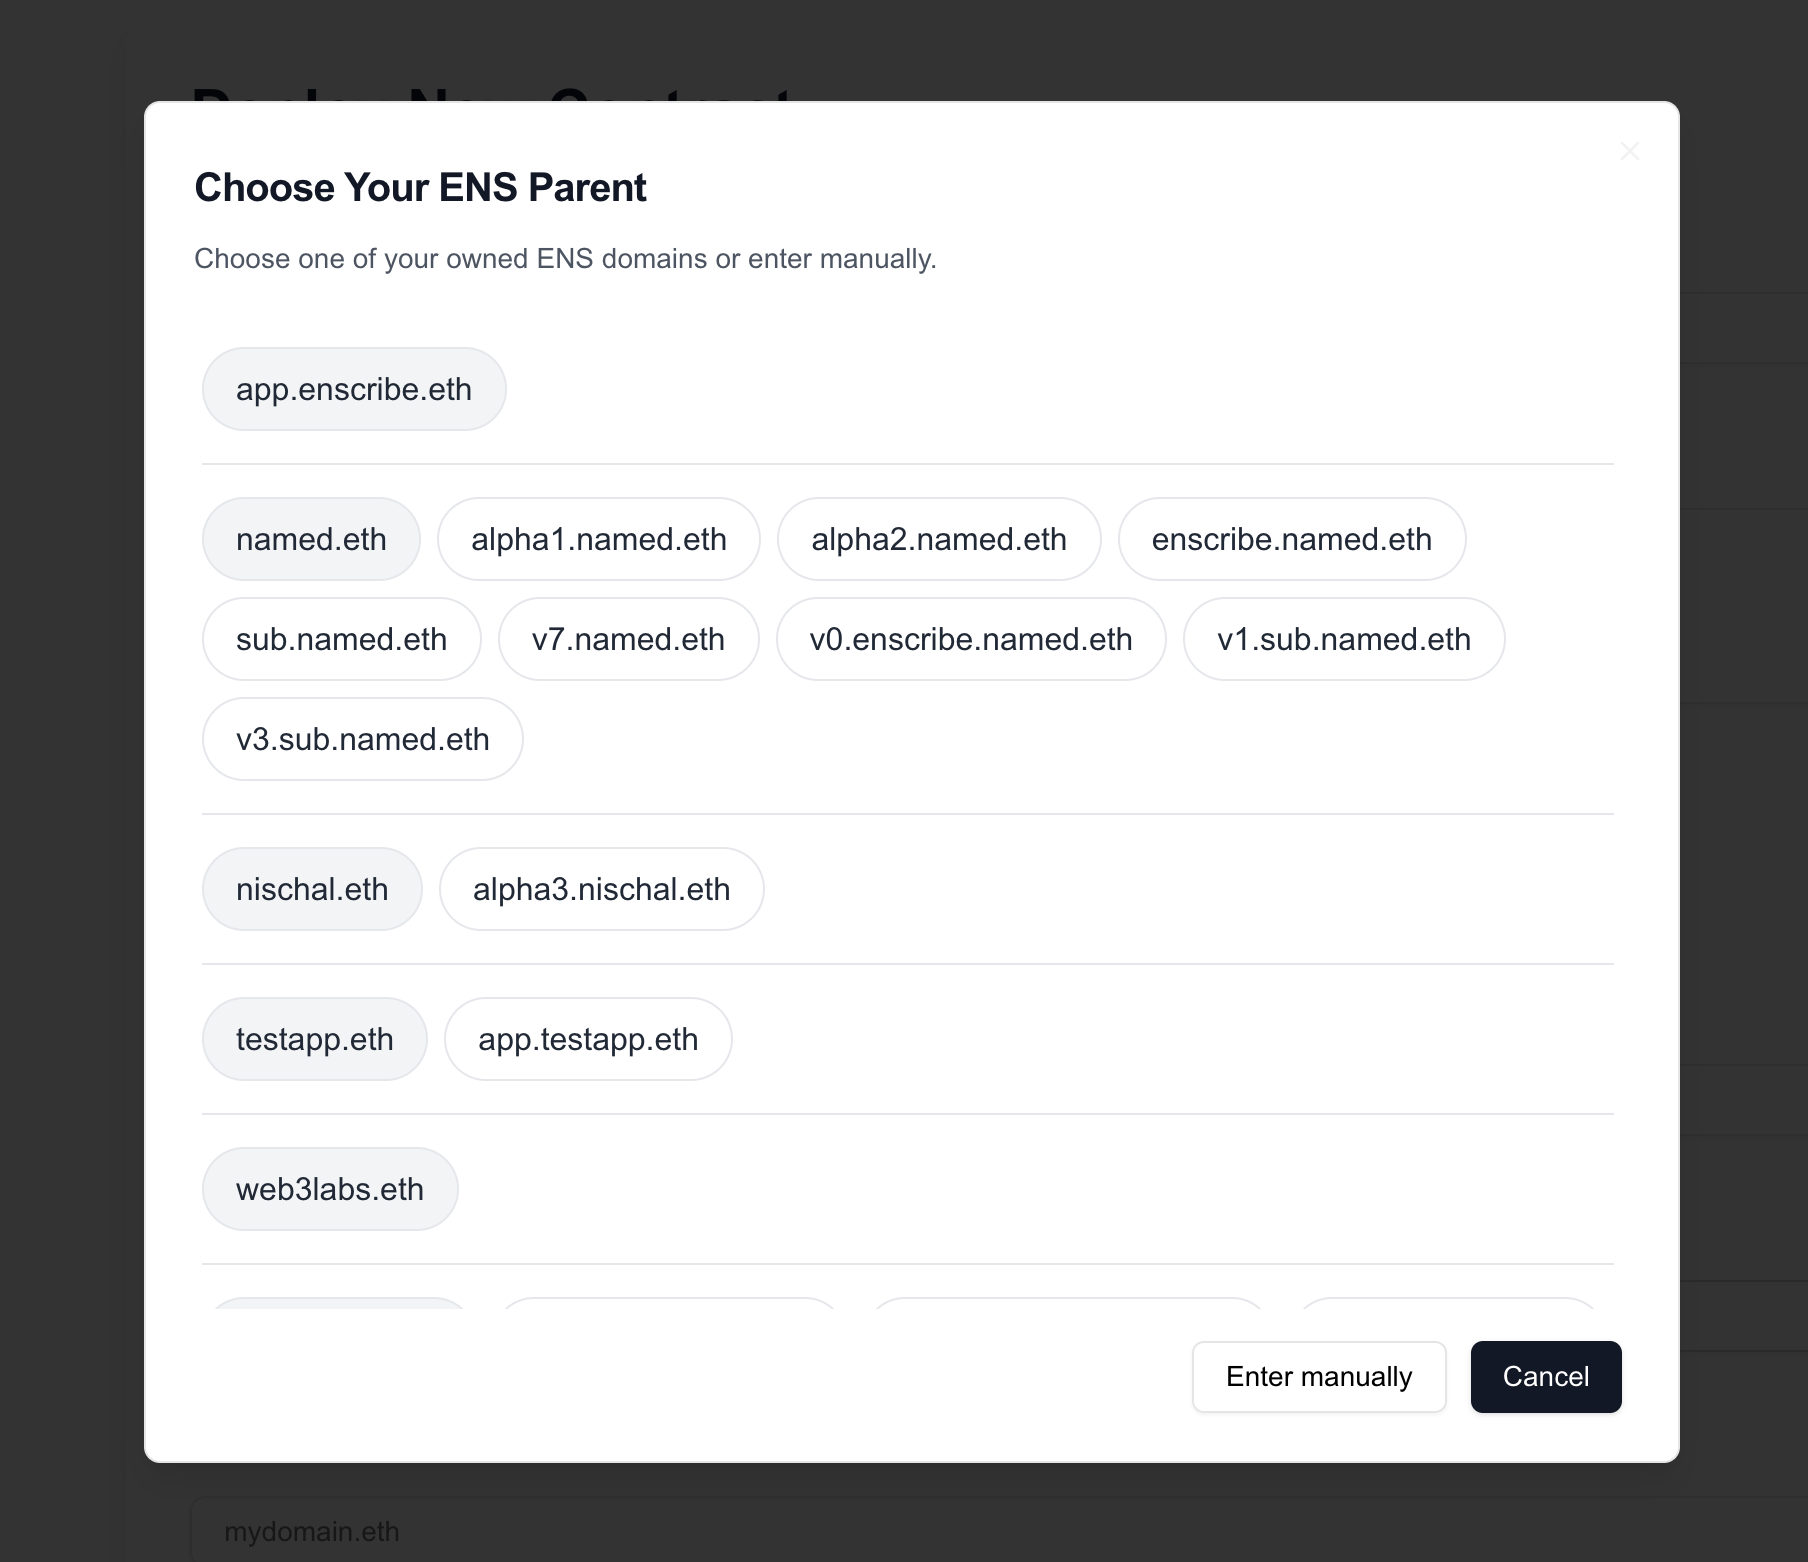 Choose Your ENS Parent
Choose one of your owned ENS domains or enter manually.
app.enscribe.eth
named.eth alpha1.named.eth alpha2.named.eth enscribe.named.eth
sub.named.eth v7.named.eth v0.enscribe.named.eth v1.sub.named.eth
v3.sub.named.eth
nischal.eth alpha3.nischal.eth
testapp.eth app.testapp.eth
web3labs.eth
Enter manually Cancel
mydomain.eth